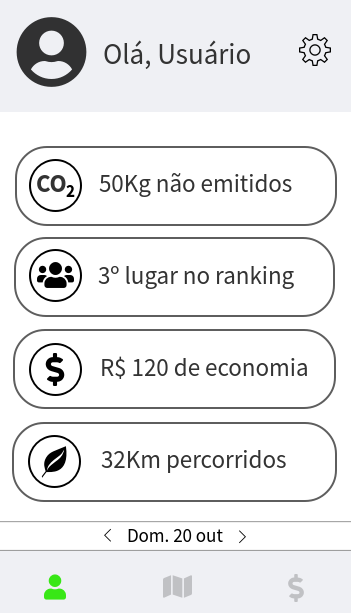 Olá, Usuário
CO₂ 50Kg não emitidos
3º lugar no ranking
$ R$ 120 de economia
32Km percorridos
< Dom. 20 out >
$